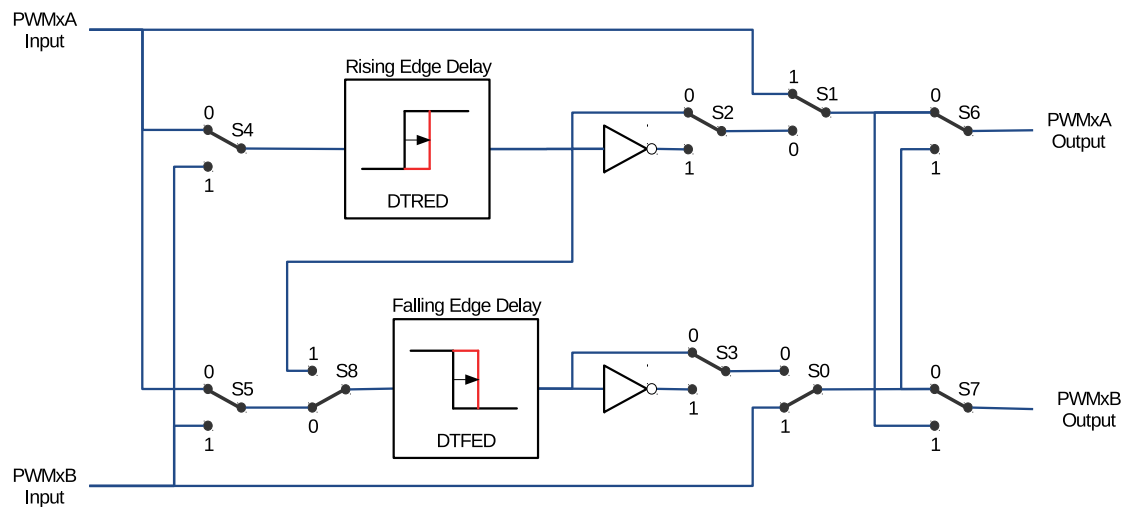 PWMxA
Input
Rising Edge Delay
DTRED
0
S4
1
0
S2
1
1
S1
0
0
S6
1
PWMxA
Output
Falling Edge Delay
DTFED
0
S5
1
1
S8
0
0
S3
1
0
S0
1
0
S7
1
PWMxB
Output
PWMxB
Input